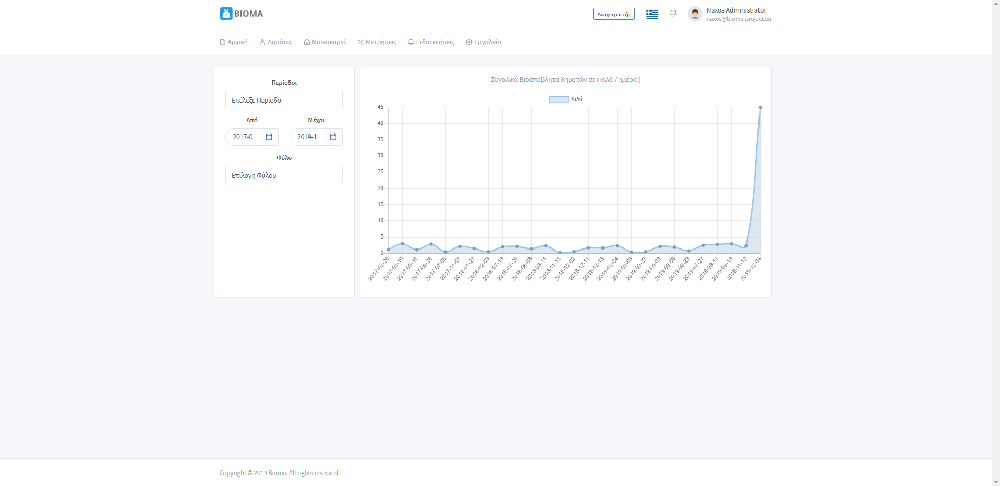 BIOMA
Διαχειριστής
Naxos Administrator
naxos@bioma-project.eu
Αρχική
Δημότες
Νοικοκυριά
Μετρήσεις
Ειδοποιήσεις
Εργαλεία
Περίοδοι
Επέλεξε Περίοδο
Από
Μέχρι
2017-0
2019-1
Φύλο
Επιλογή Φύλου
Συνολικά Βιοαπόβλητα δημοτών σε ( κιλά / ημέρα )
Κιλά
45
40
35
30
25
20
15
10
5
0
2017-02-26
2017-03-10
2017-05-31
2017-06-26
2017-07-05
2017-11-07
2018-01-27
2018-02-03
2018-07-18
2018-07-26
2018-08-08
2018-08-11
2018-11-15
2018-12-02
2018-12-11
2018-12-18
2019-02-04
2019-03-03
2019-03-27
2019-05-03
2019-05-08
2019-06-23
2019-07-27
2019-08-11
2019-09-13
2019-11-12
2019-12-04
Copyright © 2019 Bioma. All rights reserved.